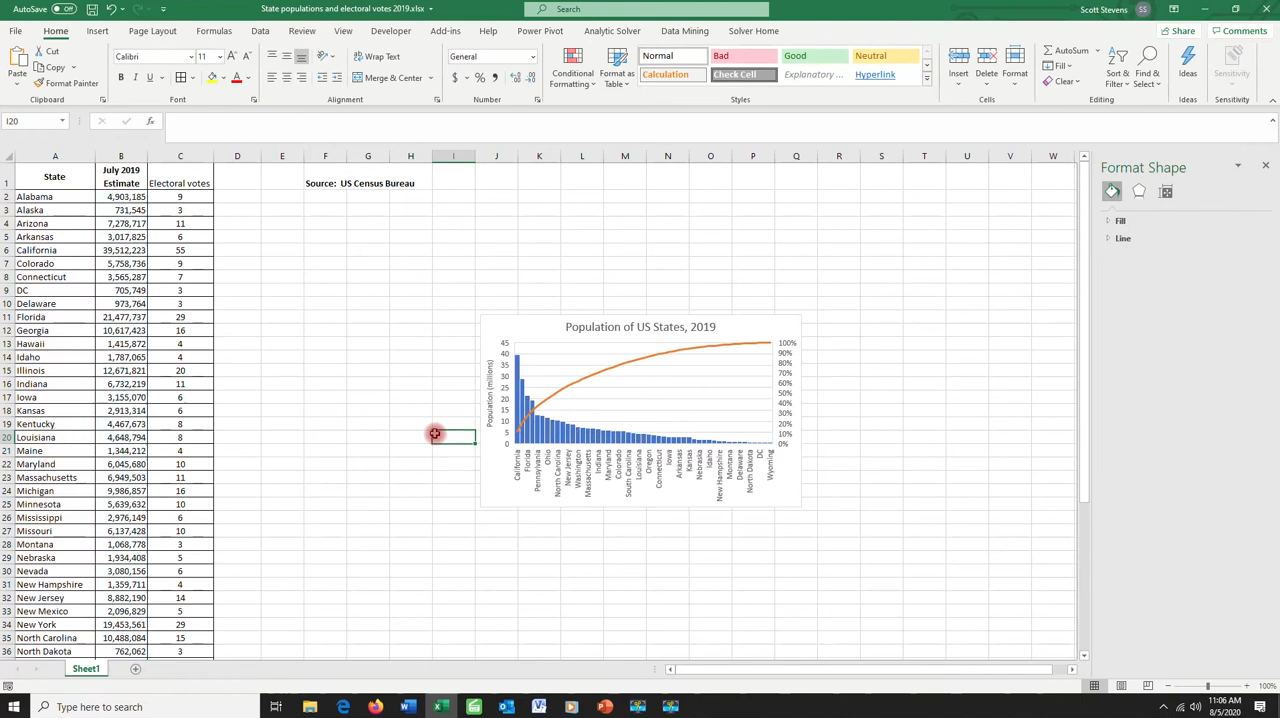 AutoSave Off
State populations and electoral votes 2019.xlsx
Search
Scott Stevens SS
File Home Insert Page Layout Formulas Data Review View Developer Add-ins Help Power Pivot Data Mining Analytic Solver Solver Home
Share Comments
Paste
Cut
Copy
Format Painter
Clipboard
Calibri 11
B I U
Font
Wrap Text
Merge & Center
Alignment
General
$ % ,
Number
Conditional Formatting
Format as Table
Normal Bad Good Neutral
Calculation Check Cell Explanatory ... Hyperlink
Styles
Insert Delete Format
Cells
AutoSum
Fill
Clear
Sort & Filter
Find & Select
Editing
Ideas
Ideas
Sensitivity
Sensitivity
I20
fx
A B C D E F G H I J K L M N O P Q R S T U V W
1 State July 2019 Estimate Electoral votes Source: US Census Bureau
2 Alabama 4,903,185 9
3 Alaska 731,545 3
4 Arizona 7,278,717 11
5 Arkansas 3,017,825 6
6 California 39,512,223 55
7 Colorado 5,758,736 9
8 Connecticut 3,565,287 7
9 DC 705,749 3
10 Delaware 973,764 3
11 Florida 21,477,737 29
12 Georgia 10,617,423 16
13 Hawaii 1,415,872 4
14 Idaho 1,787,065 4
15 Illinois 12,671,821 20
16 Indiana 6,732,219 11
17 Iowa 3,155,070 6
18 Kansas 2,913,314 6
19 Kentucky 4,467,673 8
20 Louisiana 4,648,794 8
21 Maine 1,344,212 4
22 Maryland 6,045,680 10
23 Massachusetts 6,949,503 11
24 Michigan 9,986,857 16
25 Minnesota 5,639,632 10
26 Mississippi 2,976,149 6
27 Missouri 6,137,428 10
28 Montana 1,068,778 3
29 Nebraska 1,934,408 5
30 Nevada 3,080,156 6
31 New Hampshire 1,359,711 4
32 New Jersey 8,882,190 14
33 New Mexico 2,096,829 5
34 New York 19,453,561 29
35 North Carolina 10,488,084 15
36 North Dakota 762,062 3
Population of US States, 2019
Population (millions)
45 100%
40 90%
35 80%
30 70%
25 60%
20 50%
15 40%
10 30%
5 20%
0 10%
0%
California
Florida
Pennsylvania
Ohio
North Carolina
New Jersey
Washington
Massachusetts
Indiana
Maryland
Colorado
South Carolina
Louisiana
Oregon
Connecticut
Iowa
Arkansas
Kansas
Nebraska
Idaho
New Hampshire
Montana
Delaware
North Dakota
DC
Wyoming
Format Shape
Fill
Line
Sheet1
100%
Type here to search
11:06 AM
8/5/2020